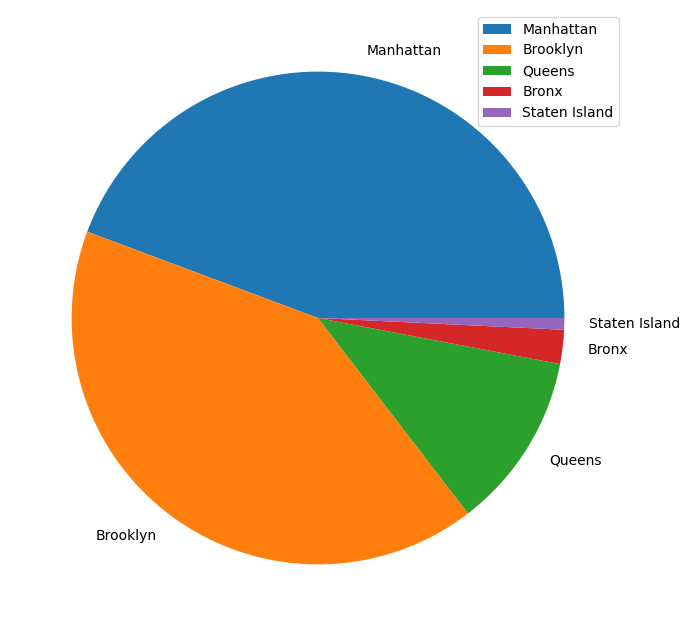 Manhattan
Manhattan
Brooklyn
Queens
Bronx
Staten Island
Staten Island
Bronx
Queens
Brooklyn